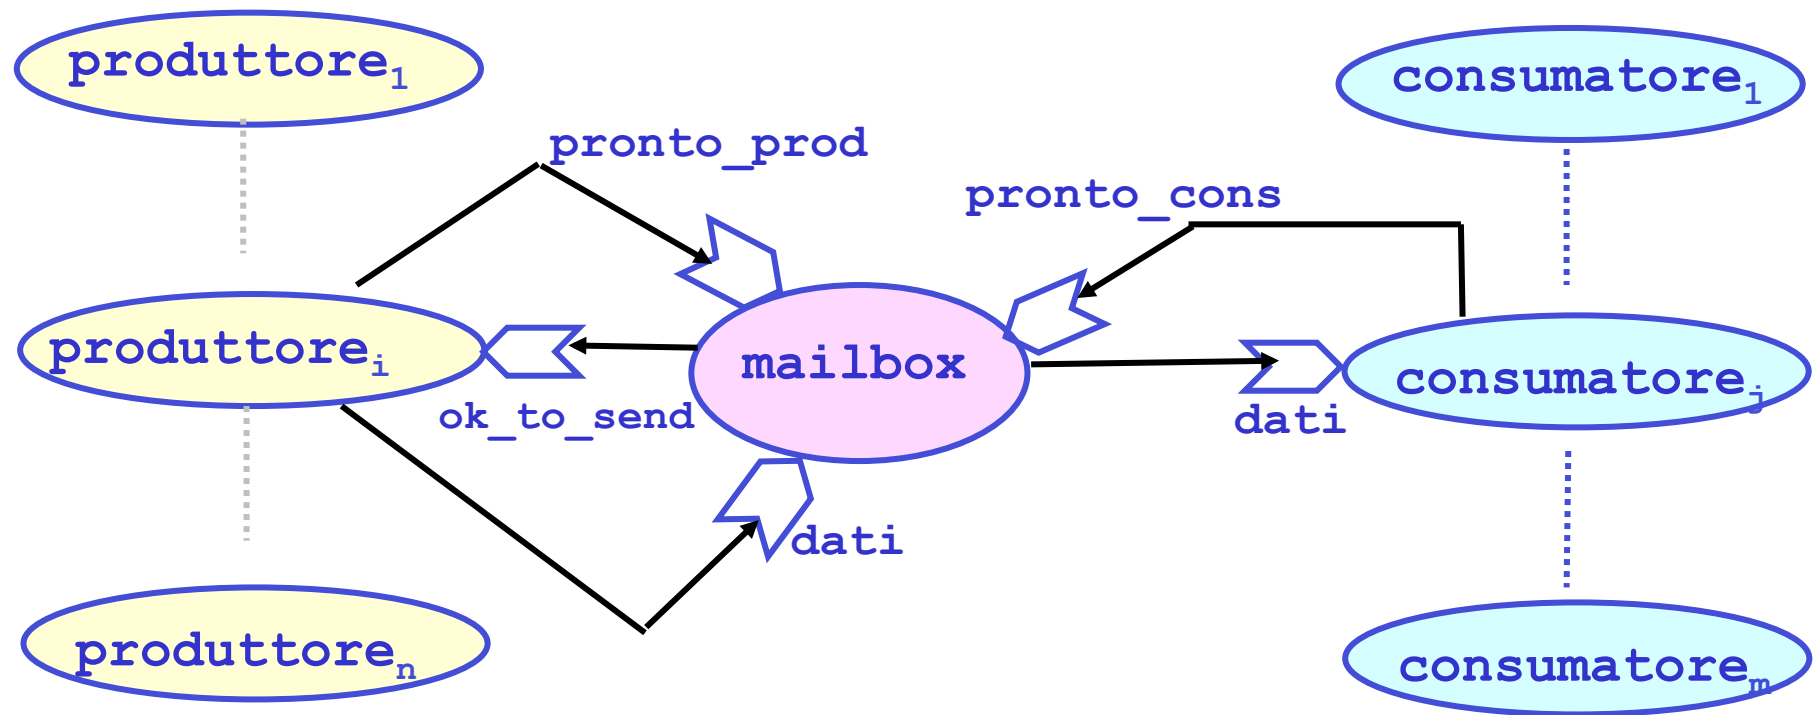 produttore1
consumatore1
pronto_prod
pronto_cons
produttorei
mailbox
consumatorej
ok_to_send
dati
dati
produttoren
consumatorem